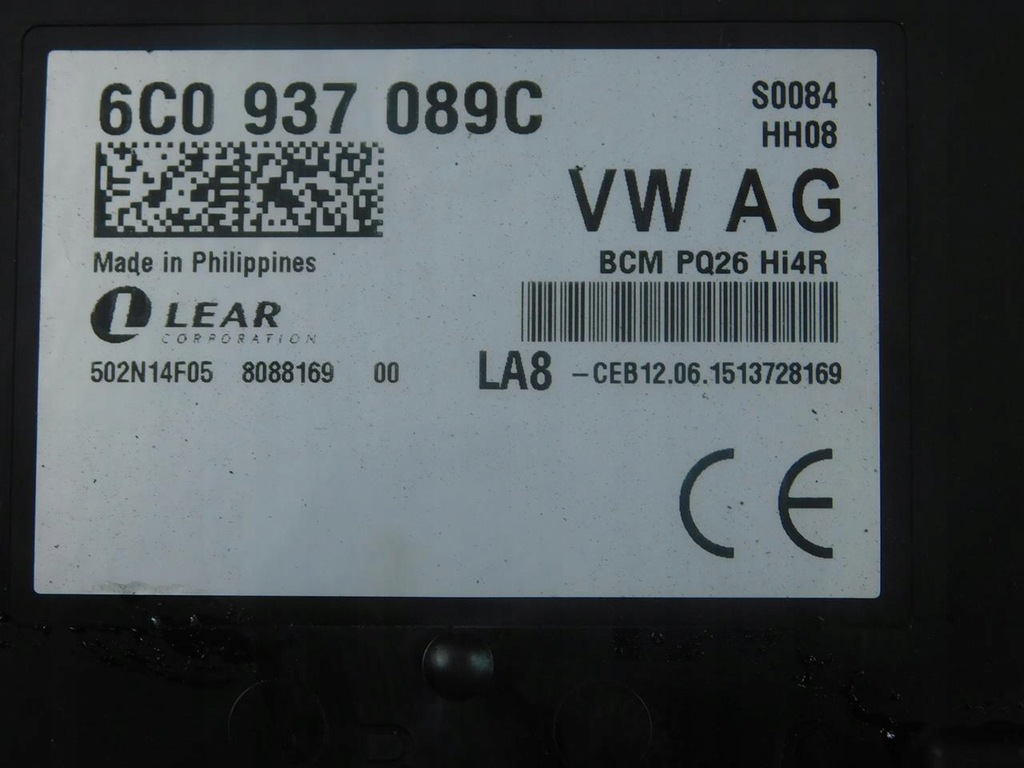 6C0 937 089C
S0084
HH08
VW AG
Made in Philippines
BCM PQ26 Hi4R
LEAR
CORPORATION
502N14F05 8088169 00
LA8 -CEB12.06.1513728169
CE